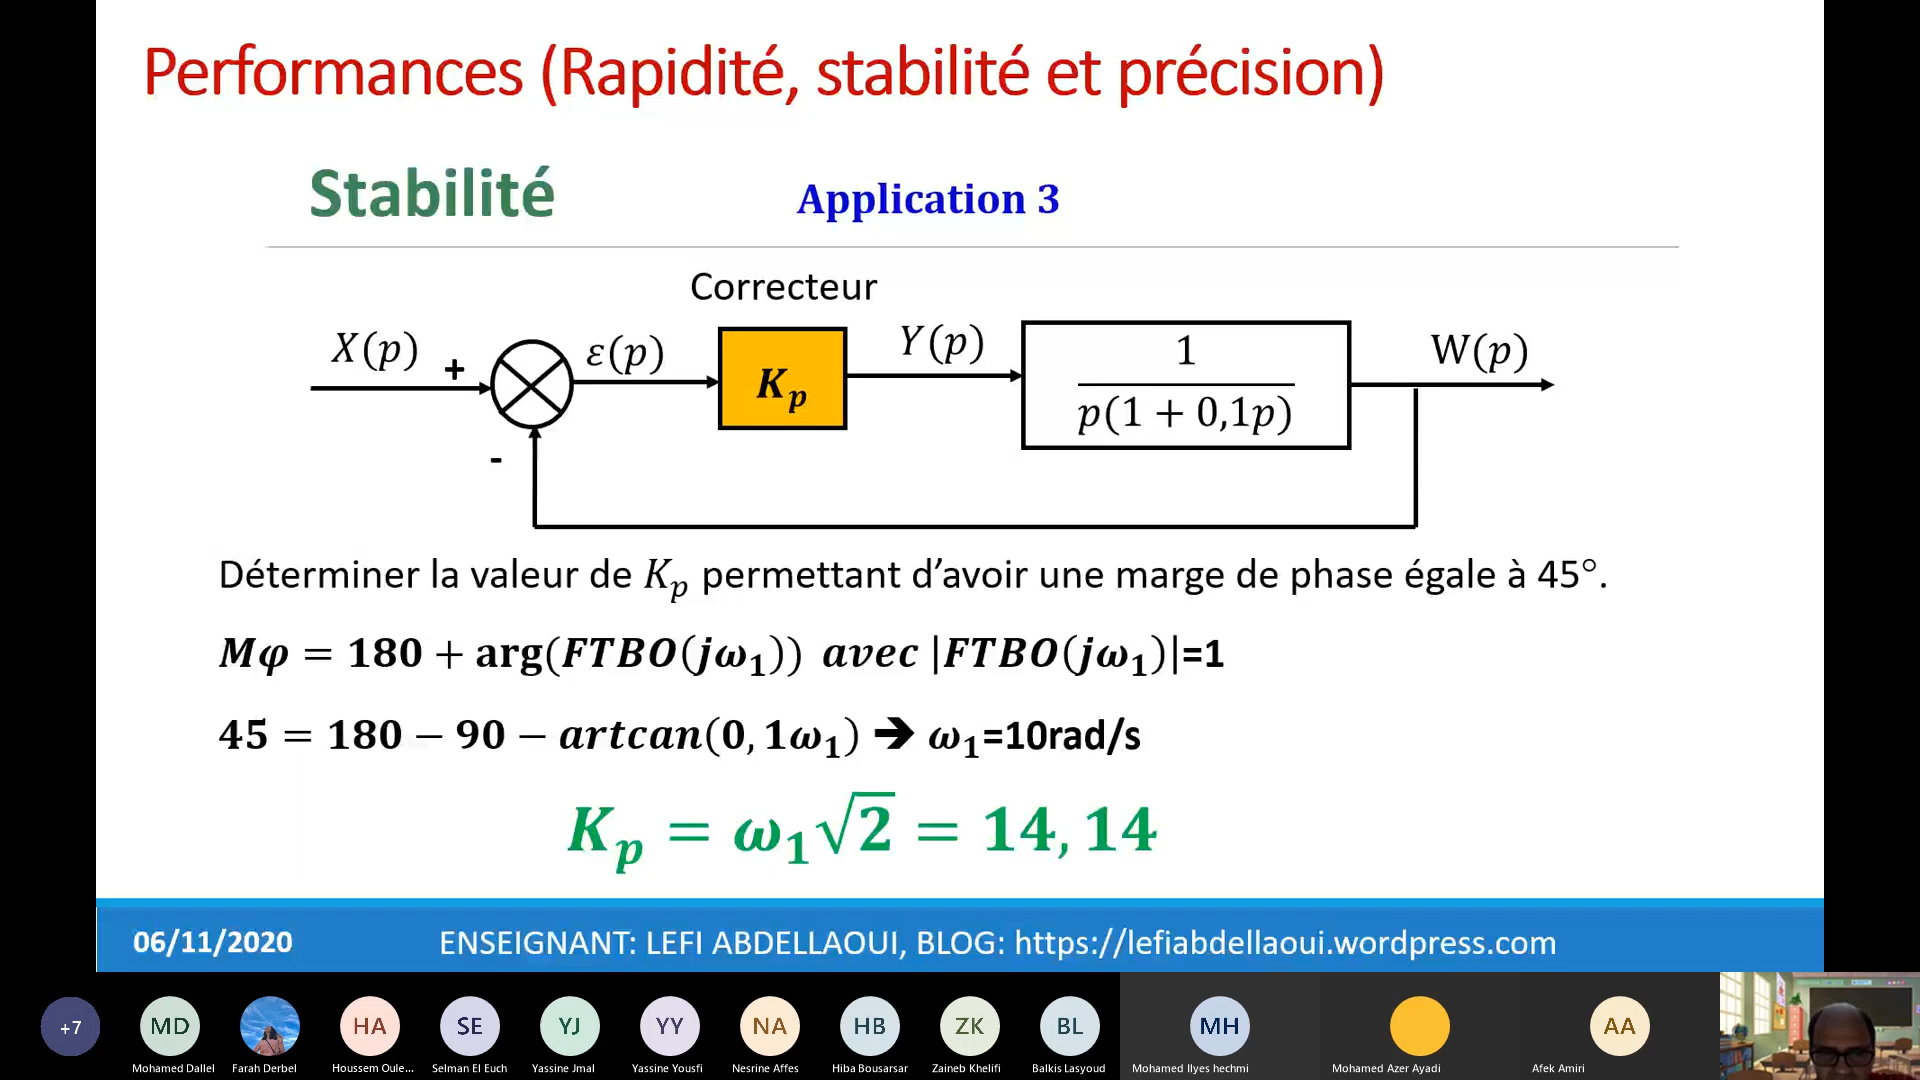 Performances (Rapidité, stabilité et précision)
Stabilité
Application 3
Correcteur
X(p)
+
ε(p)
K_p
Y(p)
1
p(1 + 0,1p)
W(p)
-
Déterminer la valeur de K_p permettant d’avoir une marge de phase égale à 45°.
Mφ = 180 + arg(FTBO(jω₁)) avec |FTBO(jω₁)|=1
45 = 180 − 90 − artcan(0, 1ω₁) ➔ ω₁=10rad/s
K_p = ω₁√2 = 14, 14
06/11/2020
ENSEIGNANT: LEFI ABDELLAOUI, BLOG: https://lefiabdellaoui.wordpress.com
+7
MD
HA
SE
YJ
YY
NA
HB
ZK
BL
MH
AA
Mohamed Dallel
Farah Derbel
Houssem Oule...
Selman El Euch
Yassine Jmal
Yassine Yousfi
Nesrine Affes
Hiba Bousarsar
Zaineb Khelifi
Balkis Lasyoud
Mohamed Ilyes hechmi
Mohamed Azer Ayadi
Afek Amiri